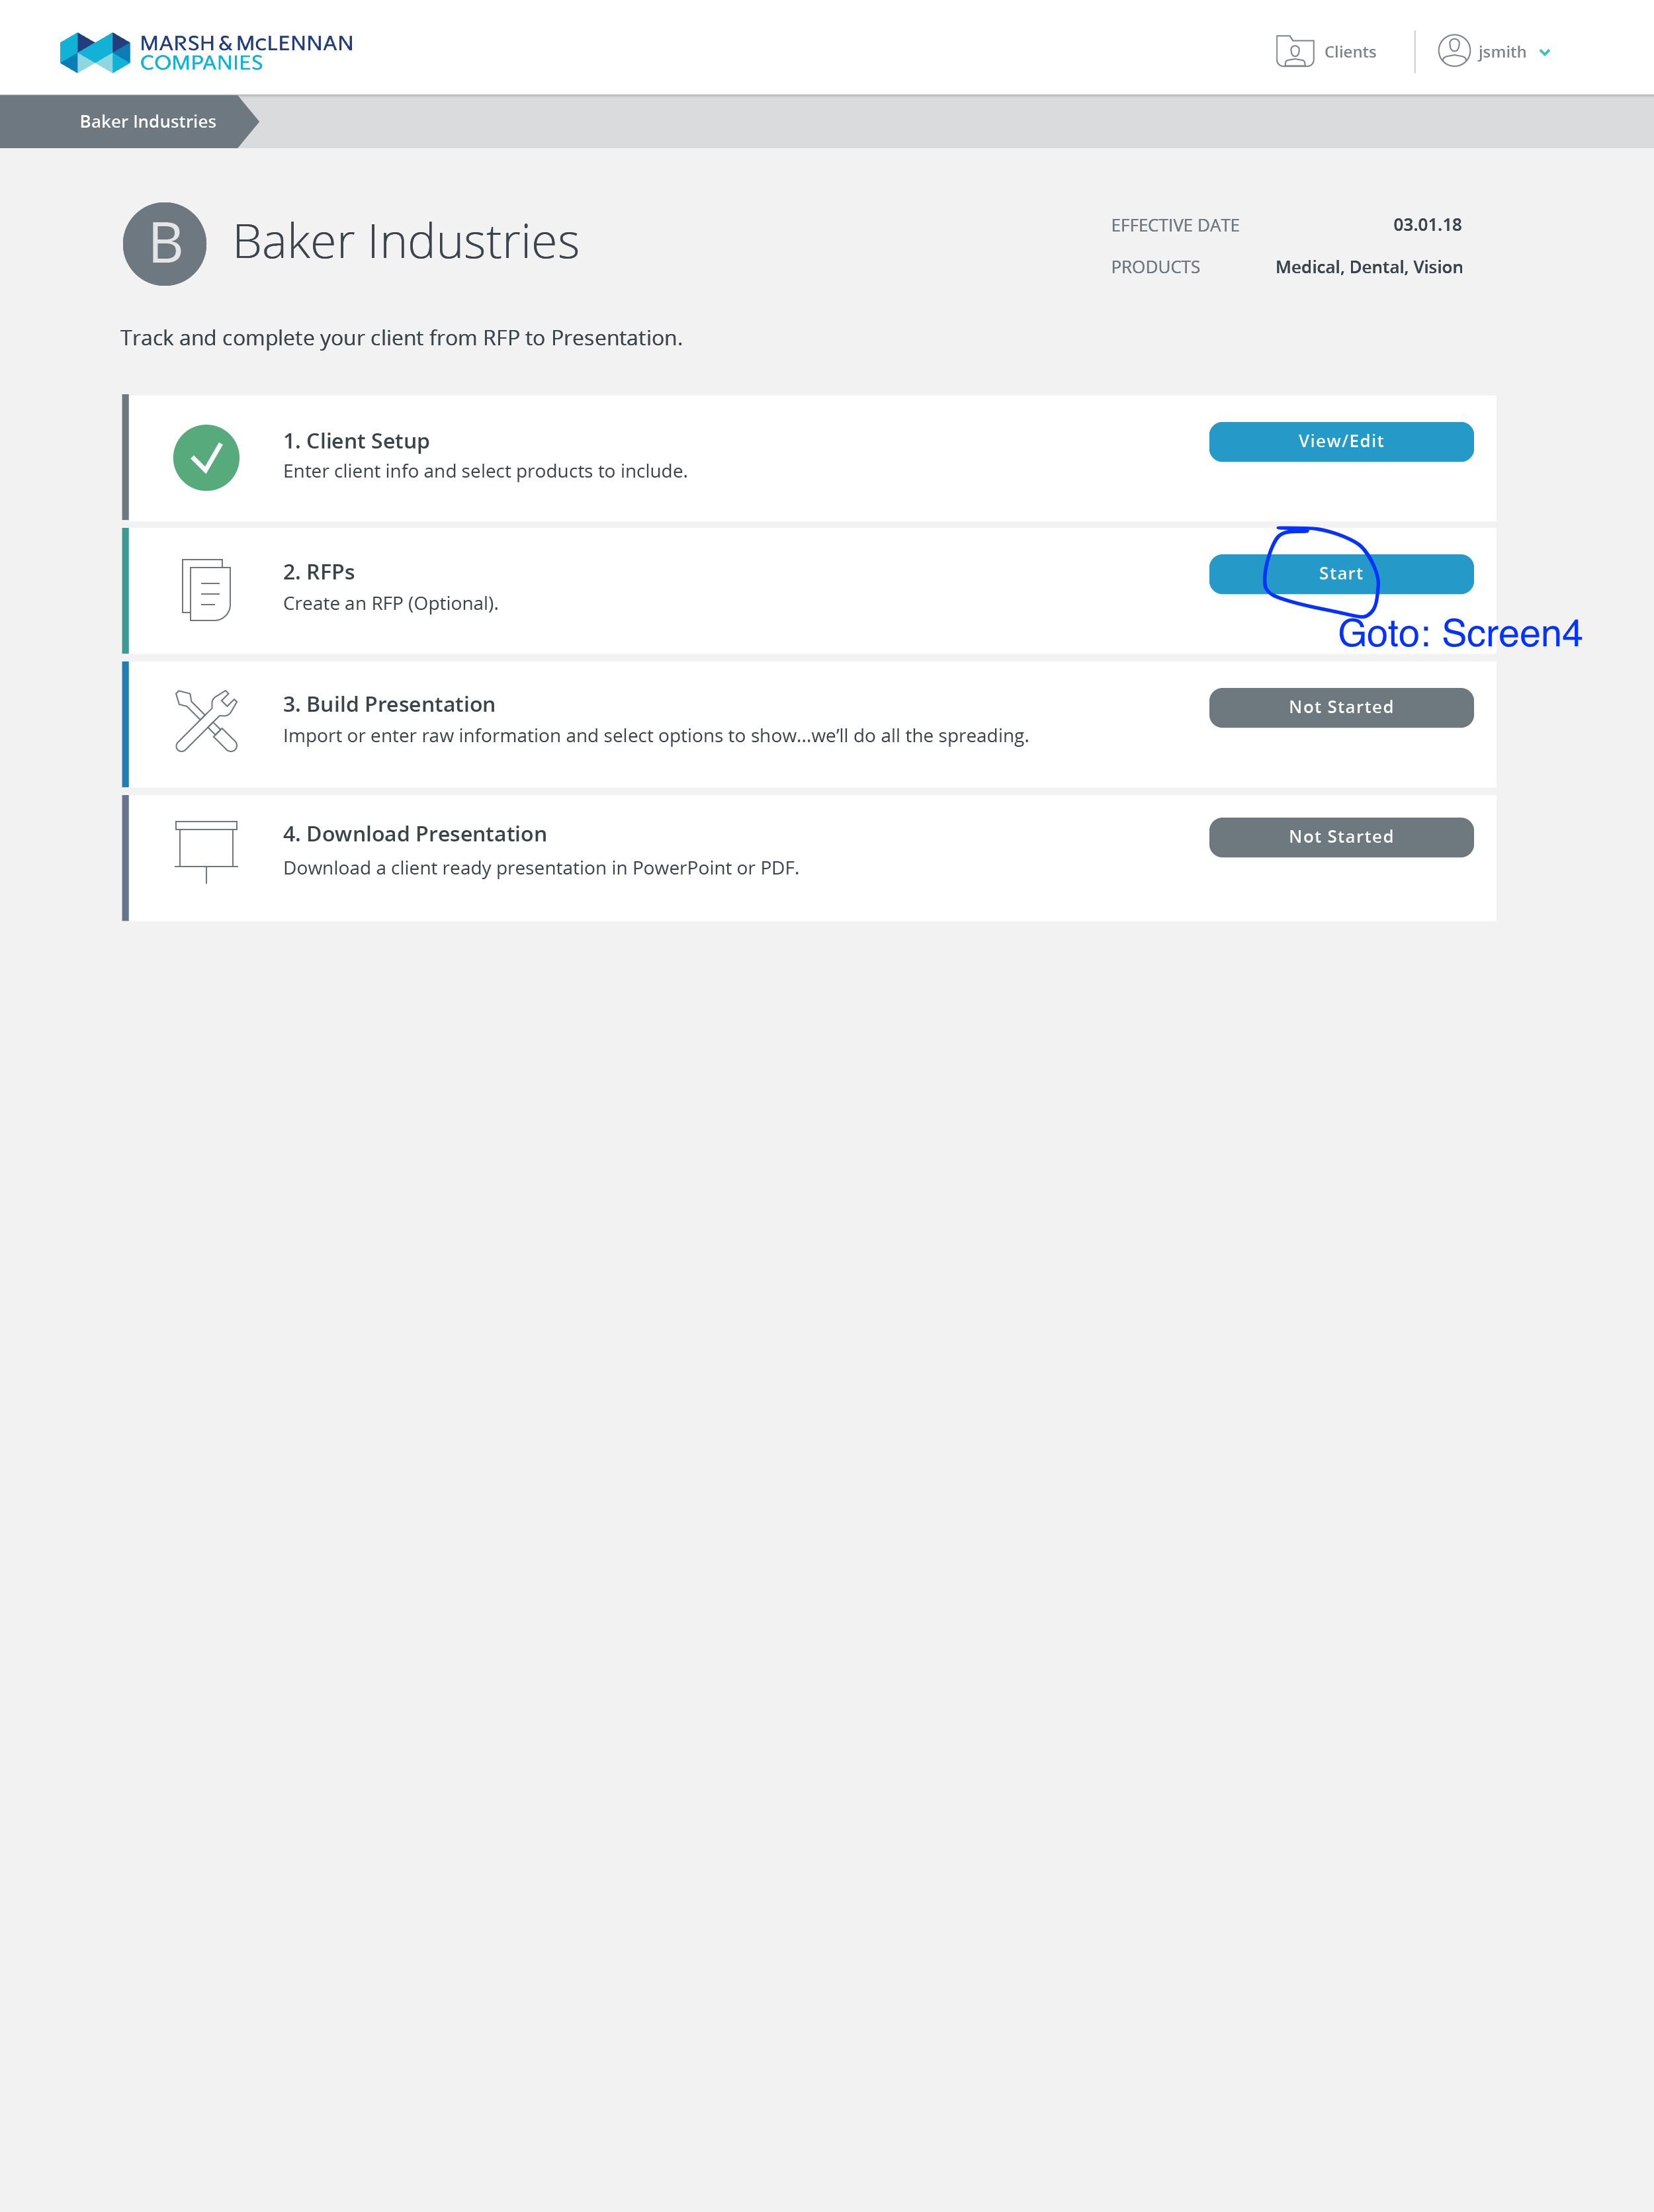 MARSH & McLENNAN
COMPANIES
Clients
jsmith
Baker Industries
B
Baker Industries
EFFECTIVE DATE 03.01.18
PRODUCTS Medical, Dental, Vision
Track and complete your client from RFP to Presentation.
1. Client Setup
Enter client info and select products to include.
View/Edit
2. RFPs
Create an RFP (Optional).
Start
Goto: Screen4
3. Build Presentation
Import or enter raw information and select options to show...we’ll do all the spreading.
Not Started
4. Download Presentation
Download a client ready presentation in PowerPoint or PDF.
Not Started